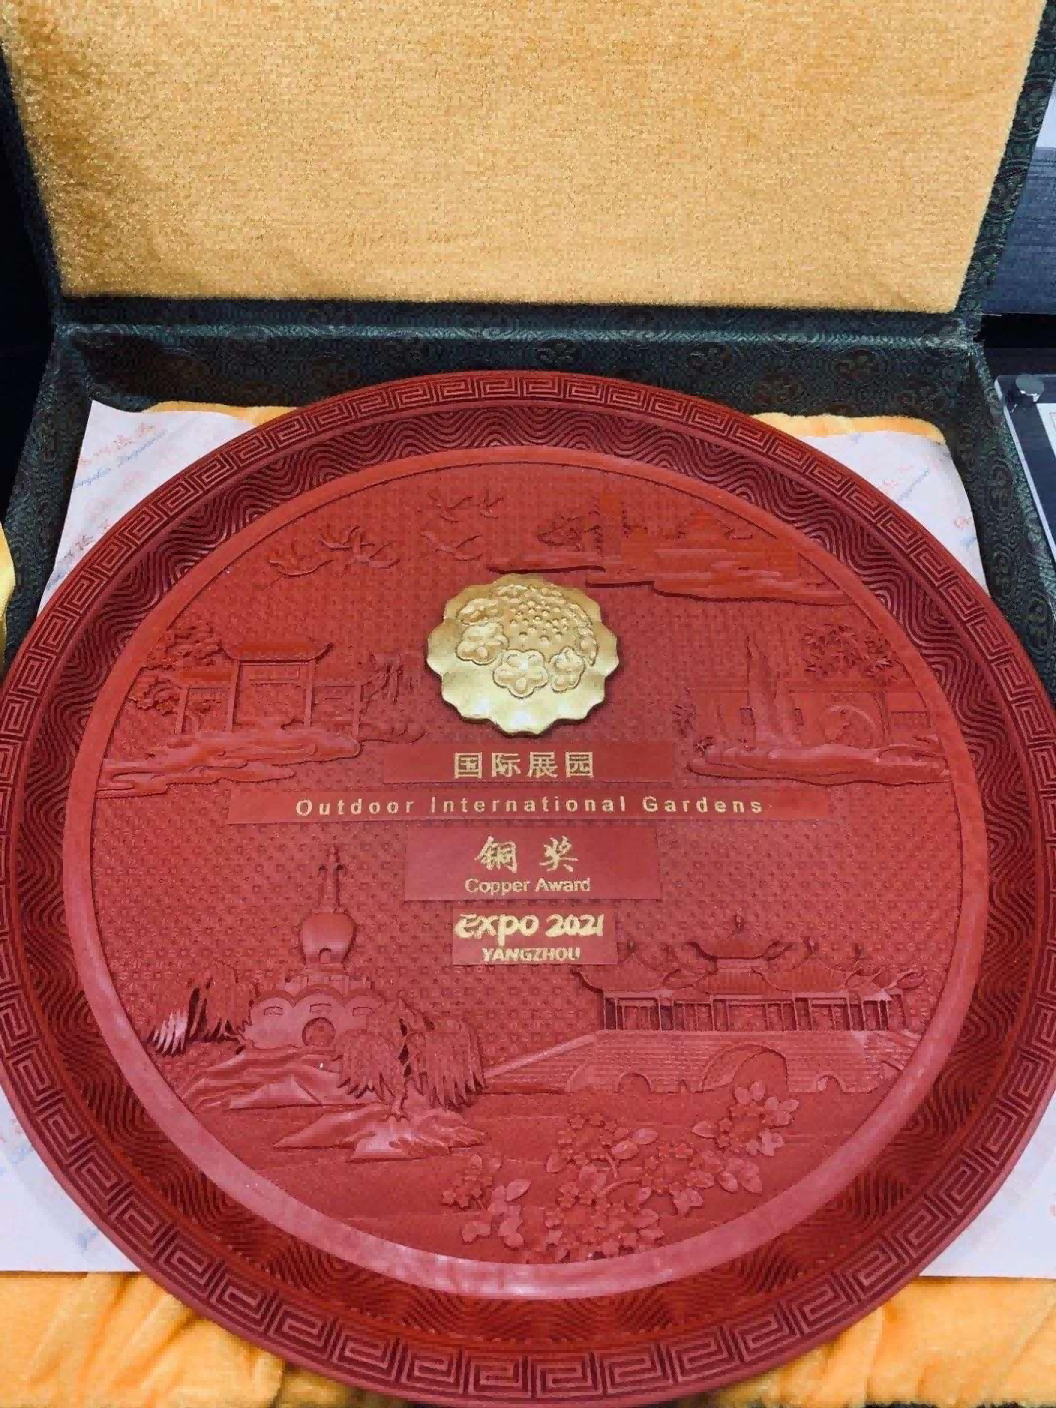 国际展园
Outdoor International Gardens
铜奖
Copper Award
expo 2021
YANGZHOU